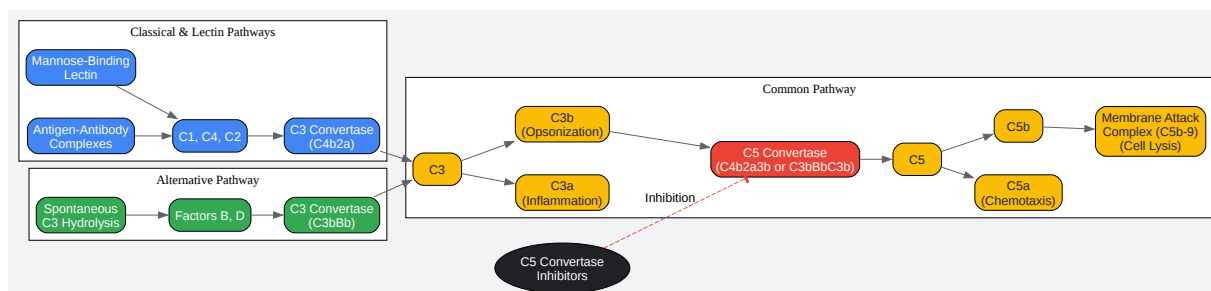 Classical & Lectin Pathways
Mannose-Binding
Lectin
Antigen-Antibody
Complexes
C1, C4, C2
C3 Convertase
(C4b2a)
Alternative Pathway
Spontaneous
C3 Hydrolysis
Factors B, D
C3 Convertase
(C3bBb)
Common Pathway
C3
C3b
(Opsonization)
C3a
(Inflammation)
C5 Convertase
(C4b2a3b or C3bBbC3b)
C5
C5b
Membrane Attack
Complex (C5b-9)
(Cell Lysis)
C5a
(Chemotaxis)
Inhibition
C5 Convertase
Inhibitors